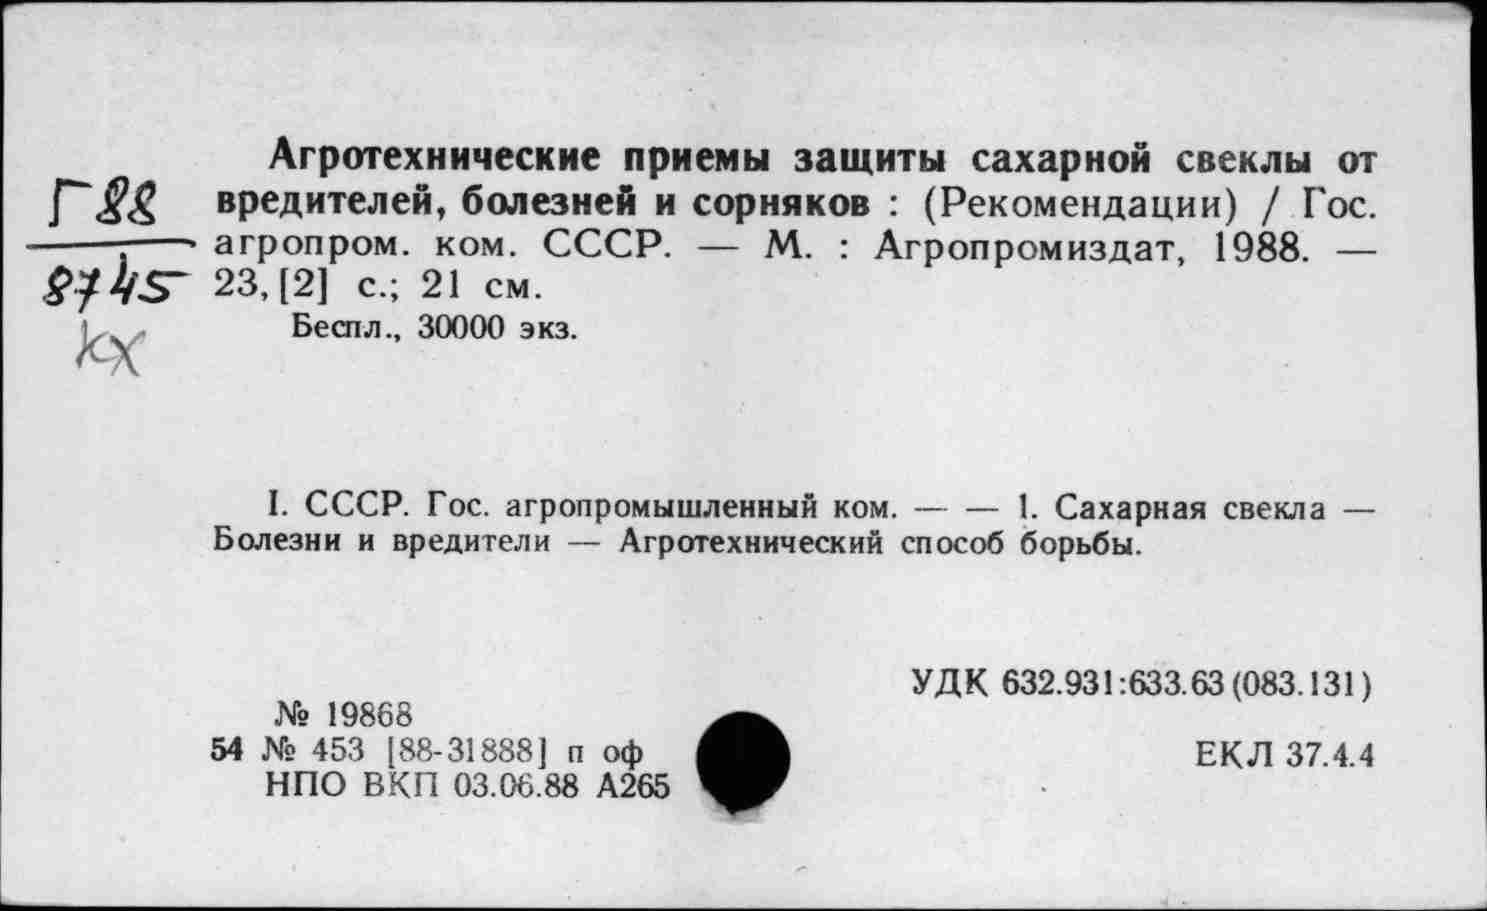 Агротехнические приемы защиты сахарной свеклы от
Г88 вредителей, болезней и сорняков : (Рекомендации) / Гос.
агропром. ком. СССР. — М. : Агропромиздат, 1988. —
8745 23, [2] с.; 21 см.
Беспл., 30000 экз.
кх
I. СССР. Гос. агропромышленный ком. — — 1. Сахарная свекла —
Болезни и вредители — Агротехнический способ борьбы.
УДК 632.931:633.63(083.131)
№ 19868
54 № 453 [88-31888] п оф
ЕКЛ 37.4.4
НПО ВКП 03.06.88 А265